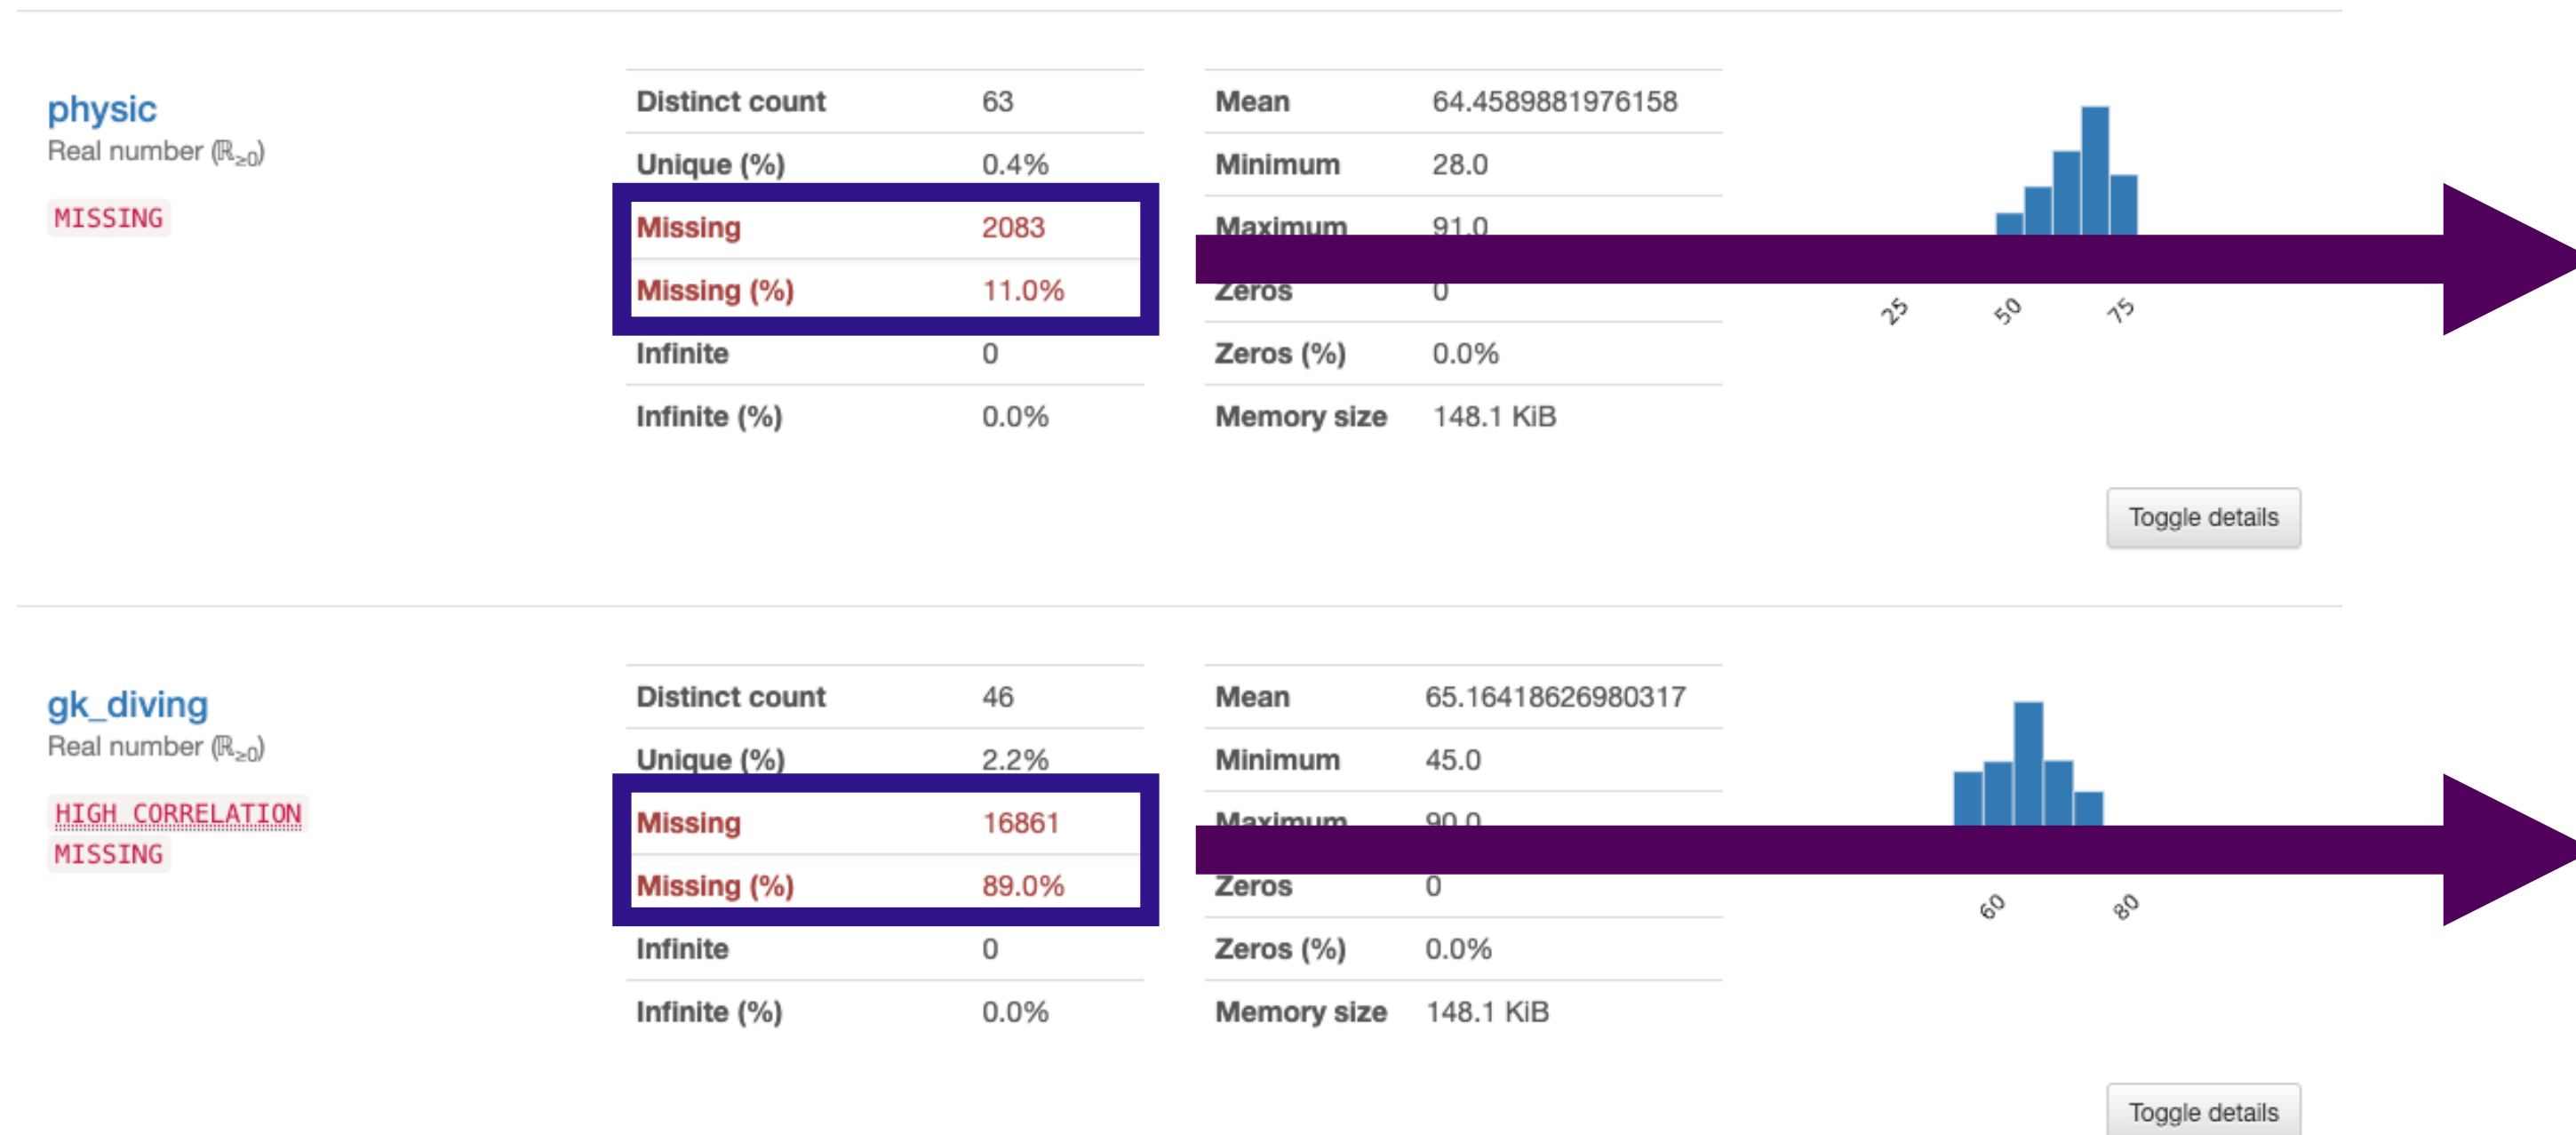 physic
Real number (ℝ≥0)
MISSING
Distinct count 63
Unique (%) 0.4%
Missing 2083
Missing (%) 11.0%
Infinite 0
Infinite (%) 0.0%
Mean 64.4589881976158
Minimum 28.0
Maximum 91.0
Zeros 0
Zeros (%) 0.0%
Memory size 148.1 KiB
25 50 75
Toggle details
gk_diving
Real number (ℝ≥0)
HIGH CORRELATION
MISSING
Distinct count 46
Unique (%) 2.2%
Missing 16861
Missing (%) 89.0%
Infinite 0
Infinite (%) 0.0%
Mean 65.16418626980317
Minimum 45.0
Maximum 90.0
Zeros 0
Zeros (%) 0.0%
Memory size 148.1 KiB
60 80
Toggle details